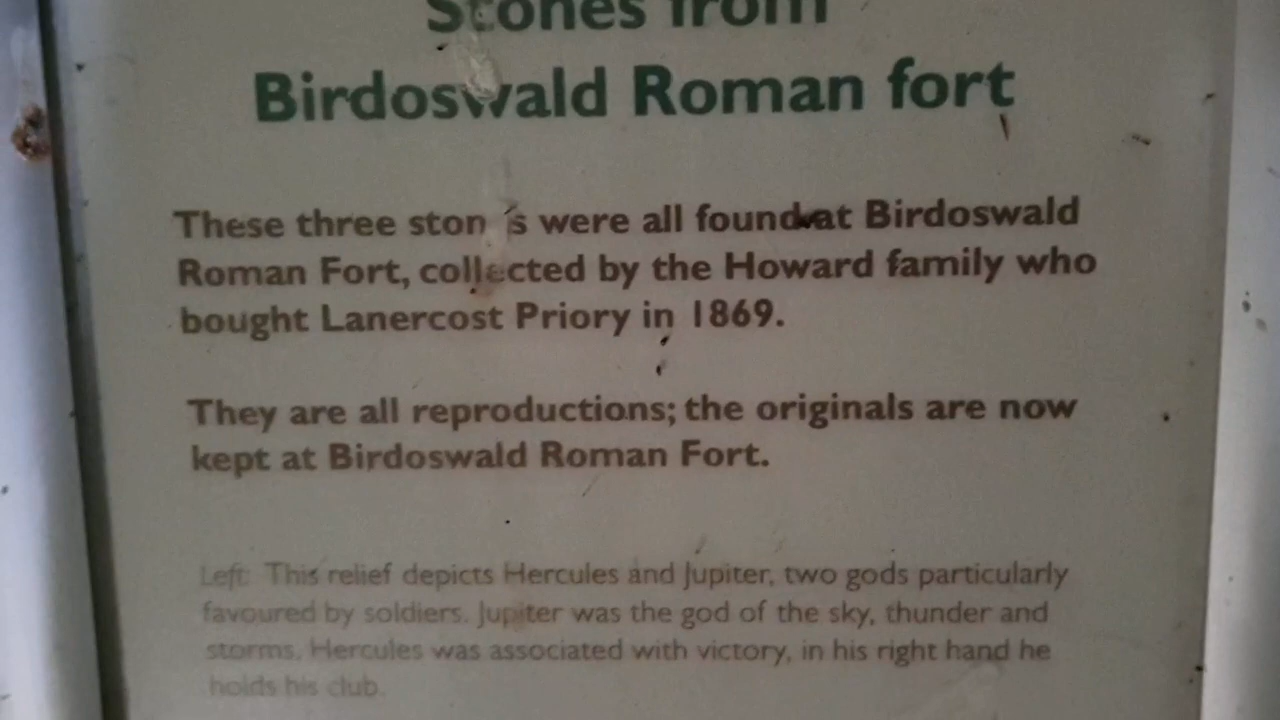 Stones from
Birdoswald Roman fort
These three stones were all found at Birdoswald
Roman Fort, collected by the Howard family who
bought Lanercost Priory in 1869.
They are all reproductions; the originals are now
kept at Birdoswald Roman Fort.
Left: This relief depicts Hercules and Jupiter, two gods particularly
favoured by soldiers. Jupiter was the god of the sky, thunder and
storms. Hercules was associated with victory, in his right hand he
holds his club.